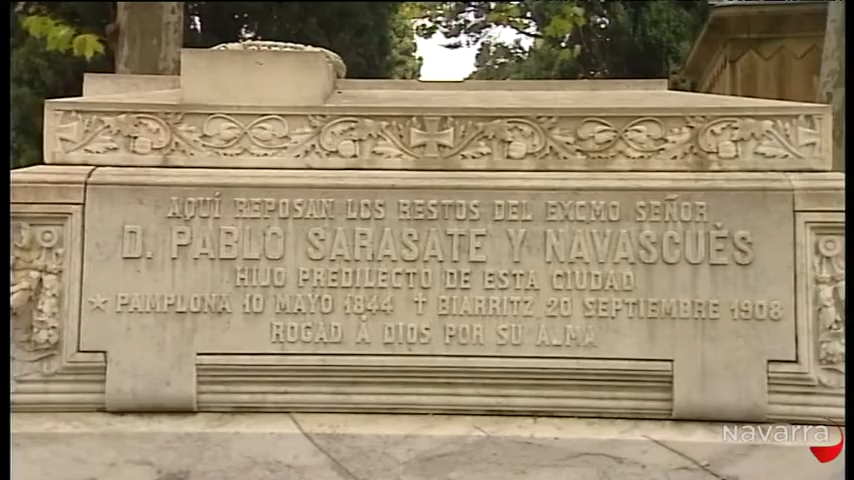 AQUÍ REPOSAN LOS RESTOS DEL EXCMO SEÑOR
D. PABLO SARASATE Y NAVASCUÉS
HIJO PREDILECTO DE ESTA CIUDAD
★ PAMPLONA 10 MAYO 1844 ✝ BIARRITZ 20 SEPTIEMBRE 1908
ROGAD Á DIOS POR SU ALMA
Navarra